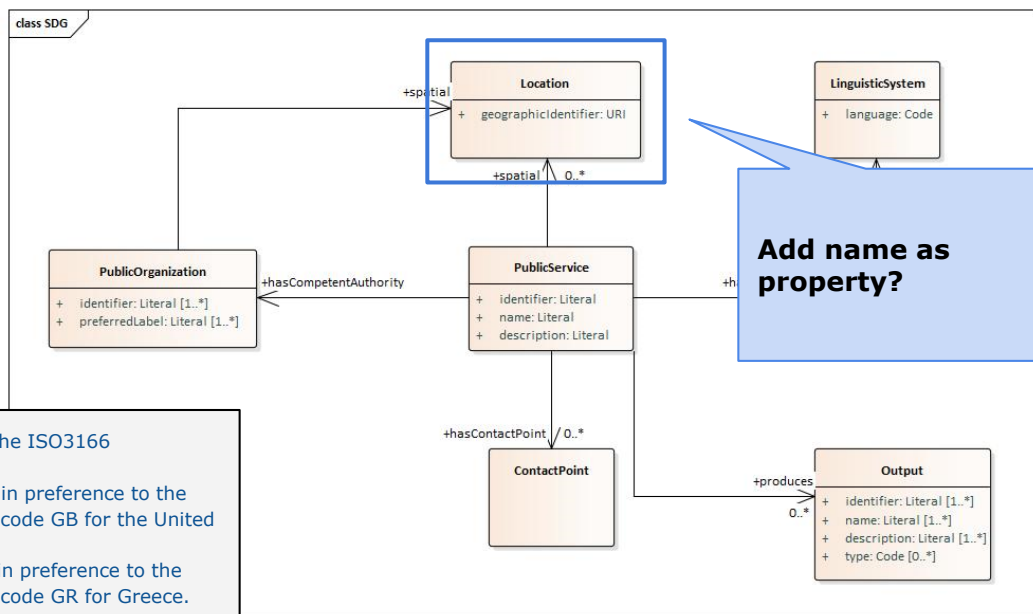 class SDG
Location
+ geographicIdentifier: URI
+spatial
LinguisticSystem
+ language: Code
+spatial 0..*
Add name as
property?
PublicOrganization
+ identifier: Literal [1..*]
+ preferredLabel: Literal [1..*]
+hasCompetentAuthority
PublicService
+ identifier: Literal
+ name: Literal
+ description: Literal
he ISO3166
in preference to the
code GB for the United
in preference to the
code GR for Greece.
+hasContactPoint 0..*
ContactPoint
+produces
0..*
Output
+ identifier: Literal [1..*]
+ name: Literal [1..*]
+ description: Literal [1..*]
+ type: Code [0..*]